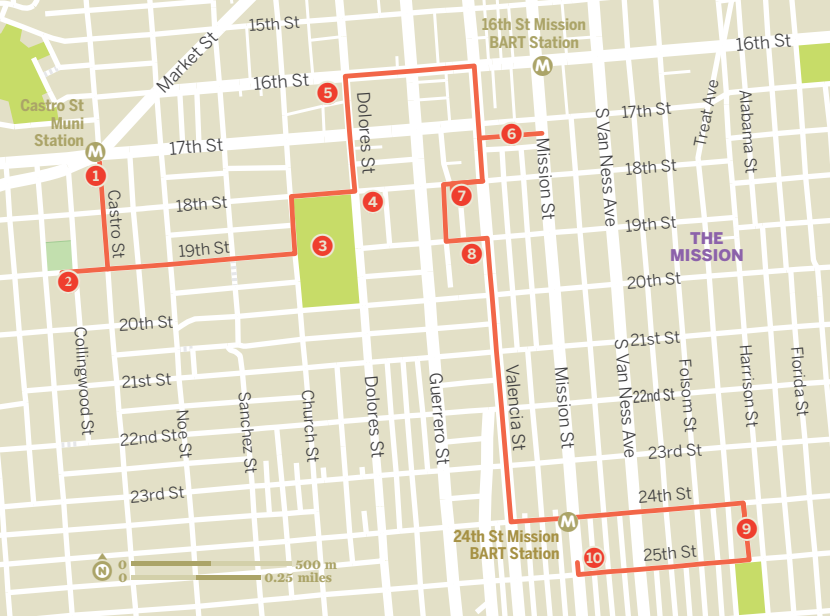 15th St
16th St Mission
BART Station
16th St
Market St
16th St
5
Castro St
Muni
Station
M
M
Dolores St
S Van Ness Ave
17th St
Treat Ave
Alabama St
17th St
6
Mission St
1
18th St
18th St
4
7
Castro St
19th St
3
19th St
8
THE
MISSION
2
20th St
20th St
21st St
Collingwood St
21st St
Noe St
Sanchez St
Church St
Dolores St
Guerrero St
Valencia St
Mission St
S Van Ness Ave
22nd St
Folsom St
Harrison St
Florida St
22nd St
23rd St
23rd St
24th St
M
24th St Mission
BART Station
9
10
25th St
N
0 500 m
0 0.25 miles